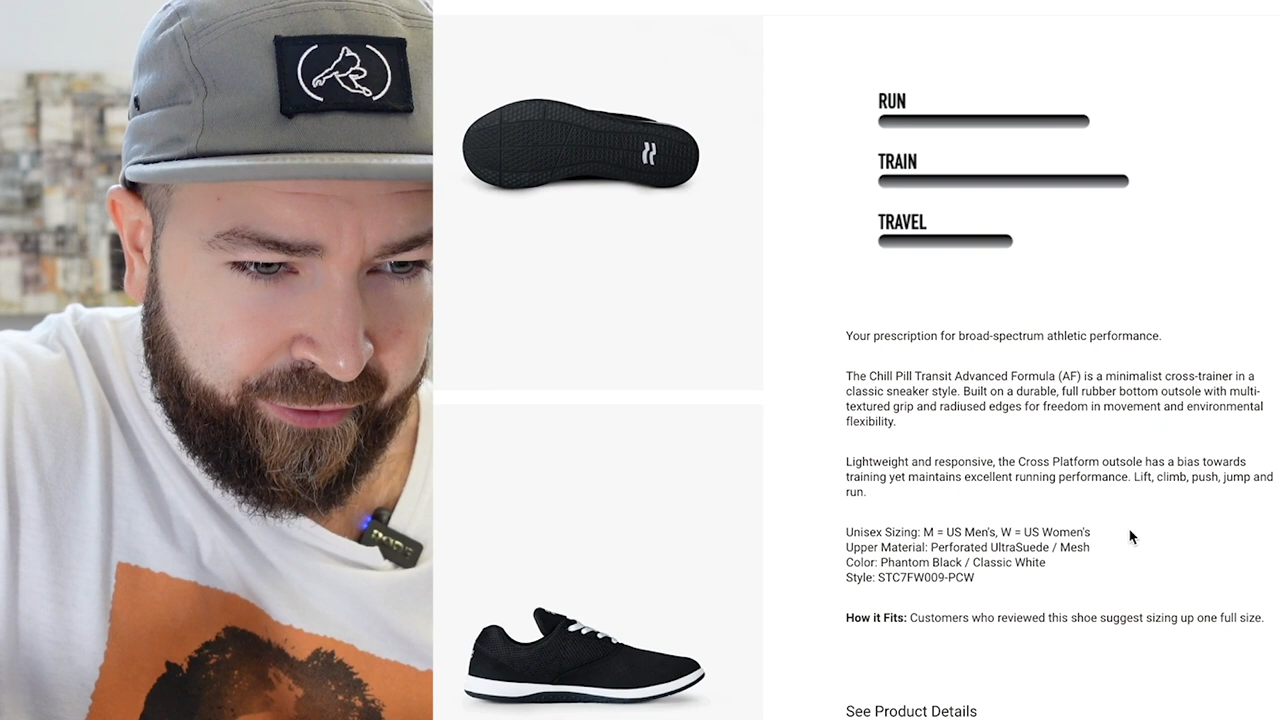 RUN
TRAIN
TRAVEL
Your prescription for broad-spectrum athletic performance.
The Chill Pill Transit Advanced Formula (AF) is a minimalist cross-trainer in a
classic sneaker style. Built on a durable, full rubber bottom outsole with multi-
textured grip and radiused edges for freedom in movement and environmental
flexibility.
Lightweight and responsive, the Cross Platform outsole has a bias towards
training yet maintains excellent running performance. Lift, climb, push, jump and
run.
Unisex Sizing: M = US Men's, W = US Women's
Upper Material: Perforated UltraSuede / Mesh
Color: Phantom Black / Classic White
Style: STC7FW009-PCW
How it Fits: Customers who reviewed this shoe suggest sizing up one full size.
See Product Details